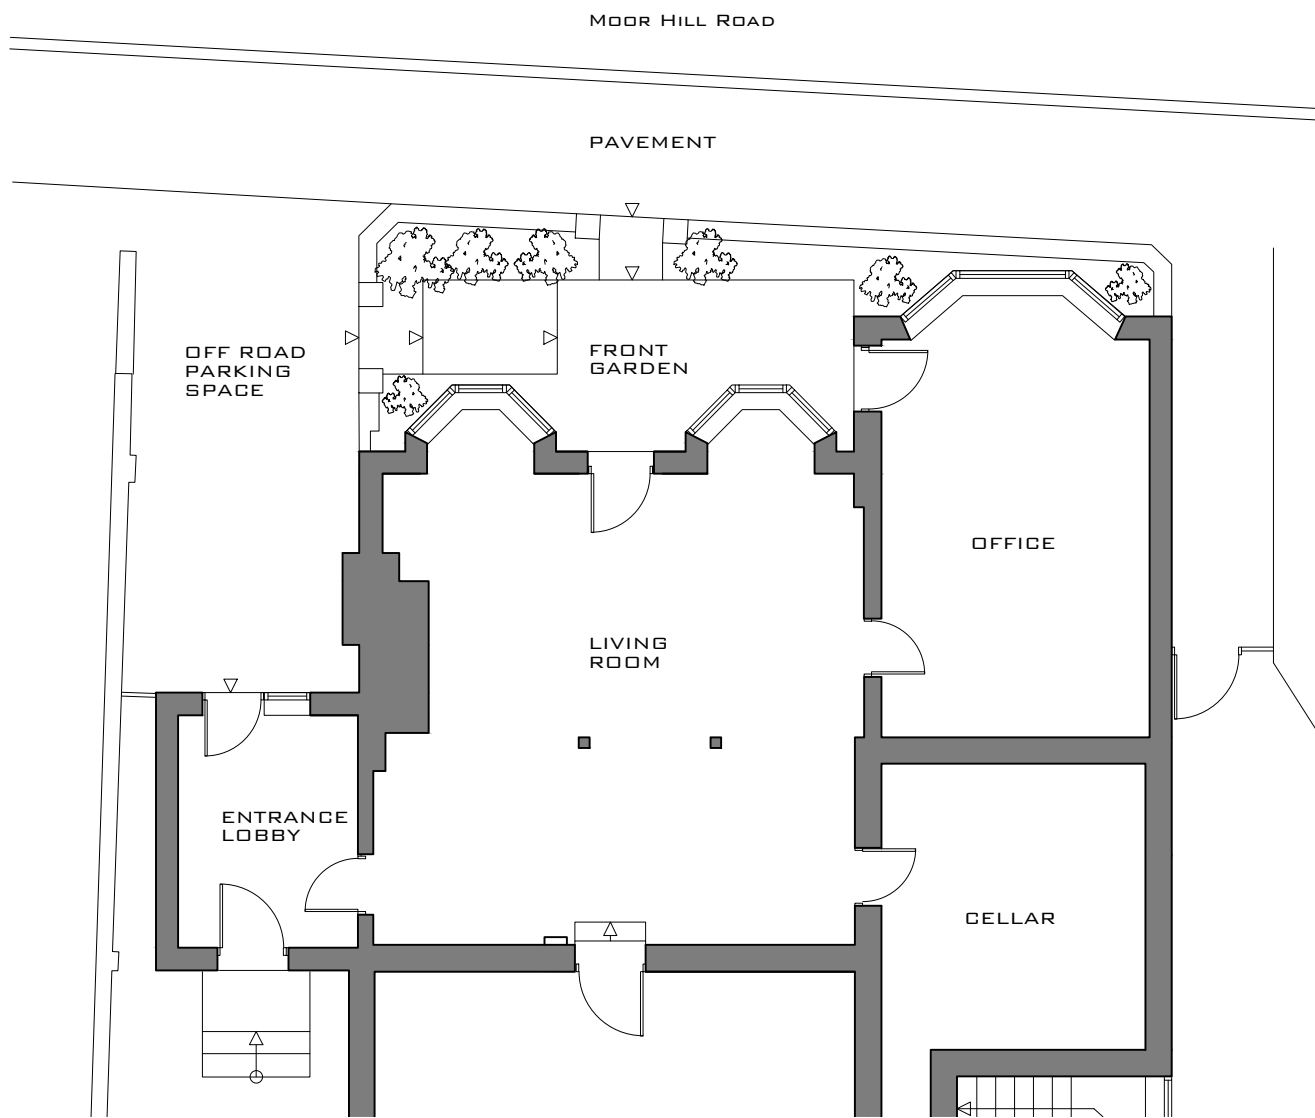 MOOR HILL ROAD
PAVEMENT
OFF ROAD
PARKING
SPACE
FRONT
GARDEN
OFFICE
LIVING
ROOM
ENTRANCE
LOBBY
CELLAR